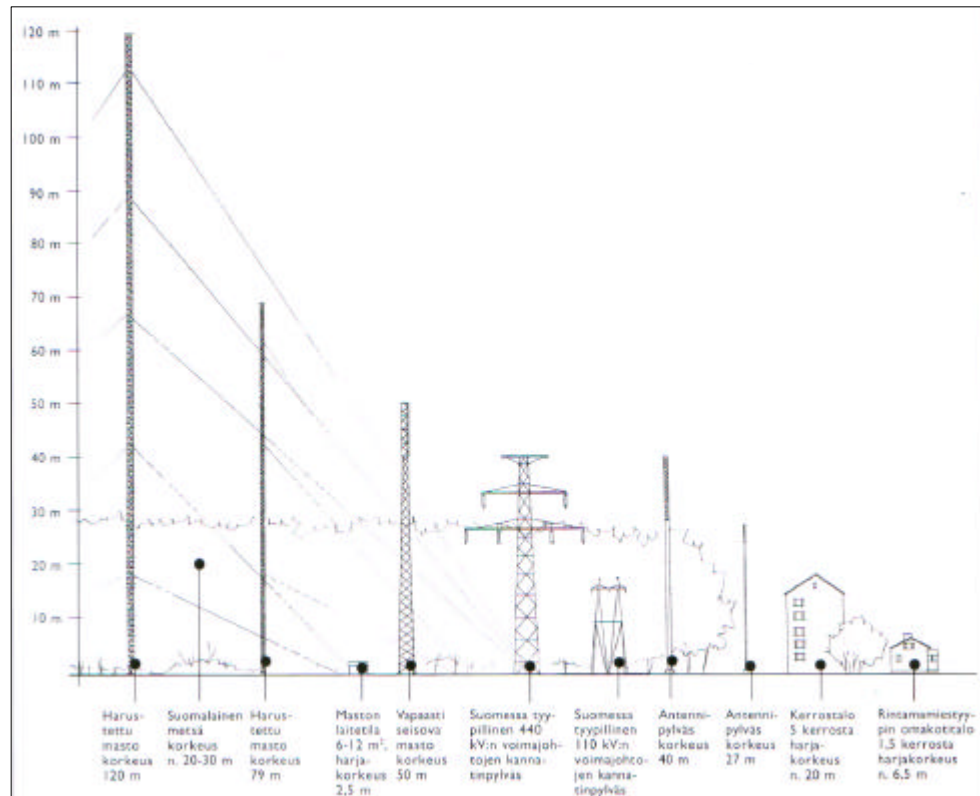 120 m
110 m
100 m
90 m
80 m
70 m
60 m
50 m
40 m
30 m
20 m
10 m
Harus-
tettu
masto
korkeus
120 m
Suomalainen
metsä
korkeus
n. 20-30 m
Harus-
tettu
masto
korkeus
79 m
Maston
laitetila
6-12 m²,
harja-
korkeus
2,5 m
Vapaasti
seisova
masto
korkeus
50 m
Suomessa tyy-
pillinen 440
kV:n voimajoh-
tojen kanna-
tinpylväs
Suomessa
tyypillinen
110 kV:n
voimajohto-
jen kanna-
tinpylväs
Antenni-
pylväs
korkeus
40 m
Antenni-
pylväs
korkeus
27 m
Kerrostalo
5 kerrosta
harja-
korkeus
n. 20 m
Rintamamiestyy-
pin omakotitalo
1,5 kerrosta
harjakorkeus
n. 6.5 m